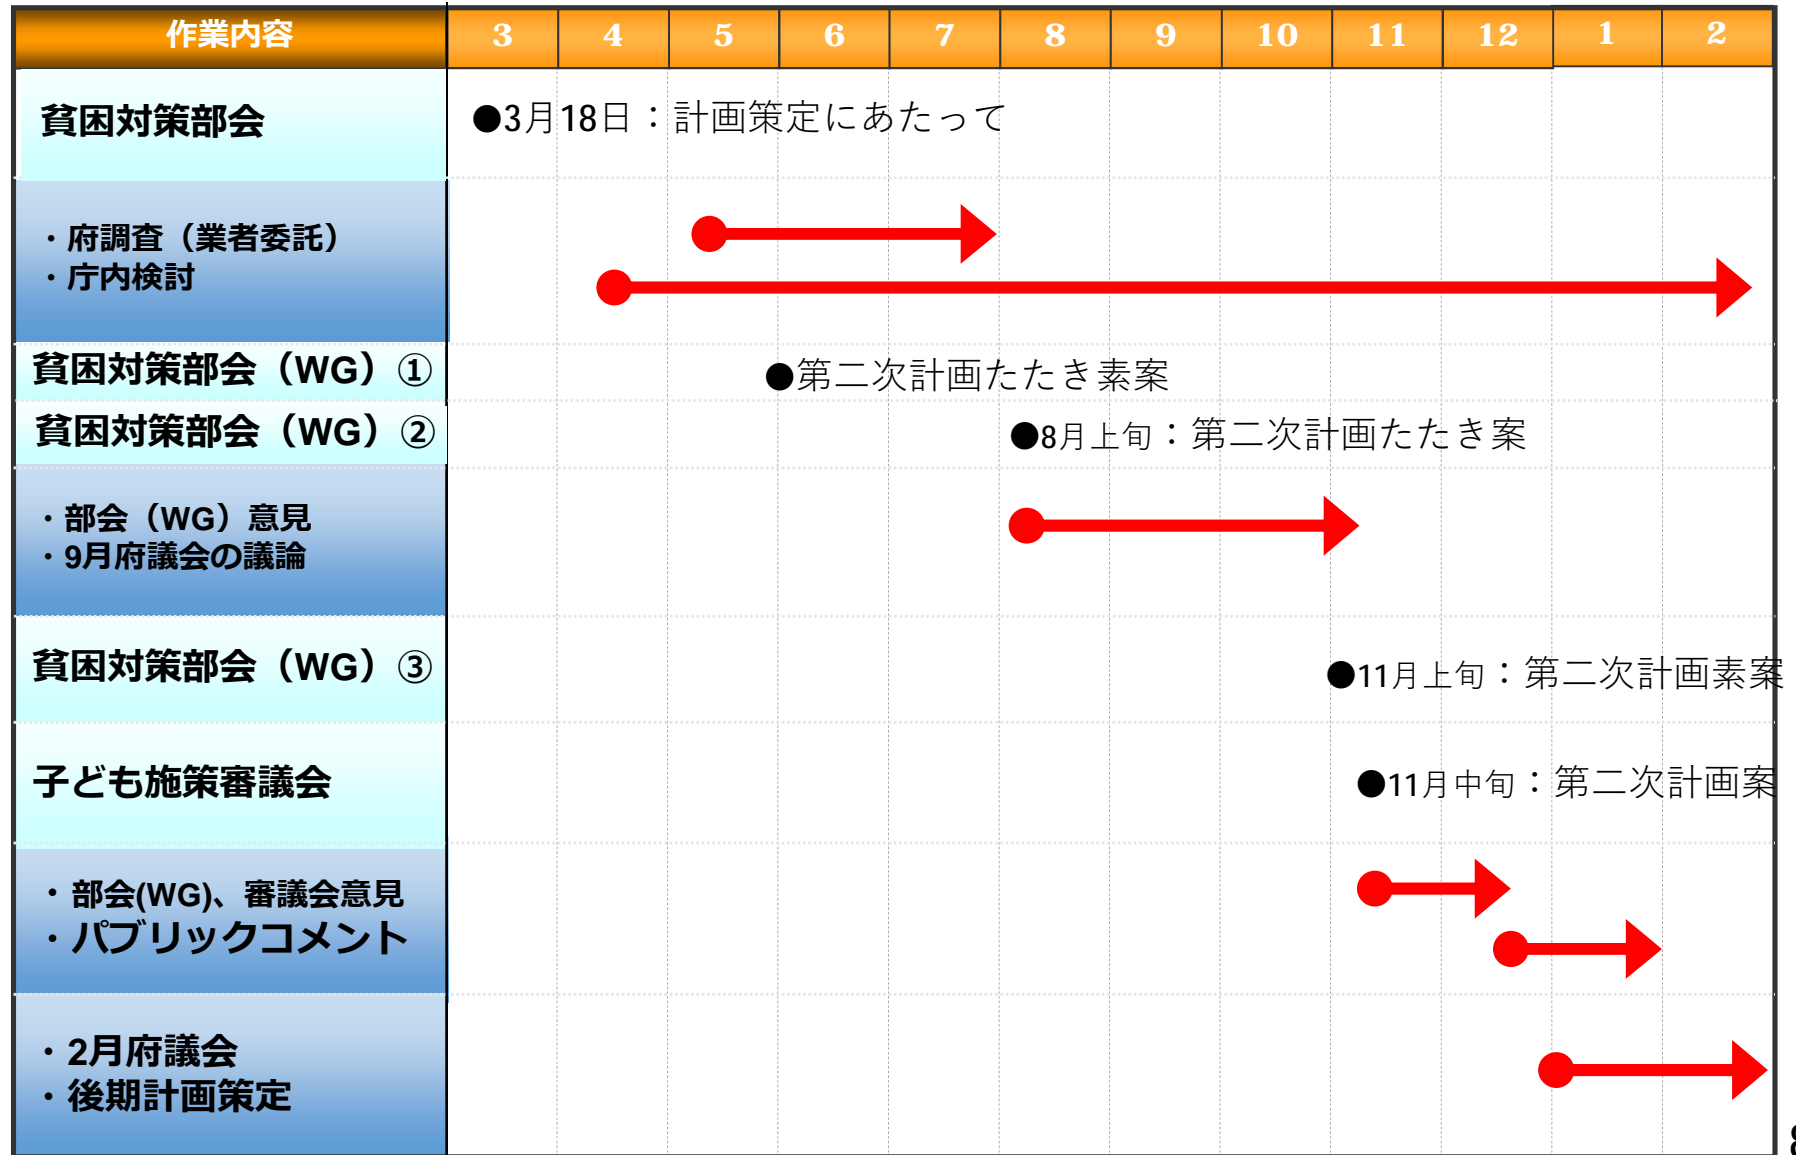 作業内容 3 4 5 6 7 8 9 10 11 12 1 2
貧困対策部会
●3月18日：計画策定にあたって
・府調査（業者委託）
・庁内検討
貧困対策部会（WG）①
●第二次計画たたき素案
貧困対策部会（WG）②
●8月上旬：第二次計画たたき案
・部会（WG）意見
・9月府議会の議論
貧困対策部会（WG）③
●11月上旬：第二次計画素案
子ども施策審議会
●11月中旬：第二次計画案
・部会(WG)、審議会意見
・パブリックコメント
・2月府議会
・後期計画策定